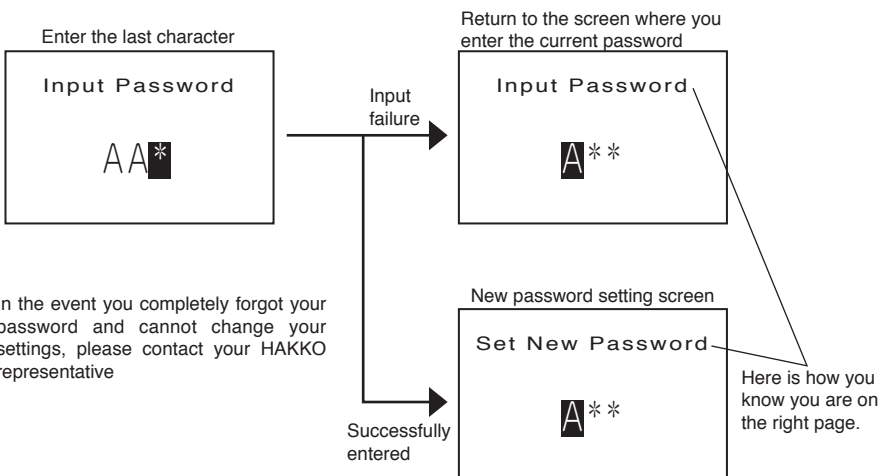 Enter the last character
Input Password
AA*
Input
failure
Return to the screen where you
enter the current password
Input Password
A**
In the event you completely forgot your
password and cannot change your
settings, please contact your HAKKO
representative
New password setting screen
Set New Password
A**
Successfully
entered
Here is how you
know you are on
the right page.